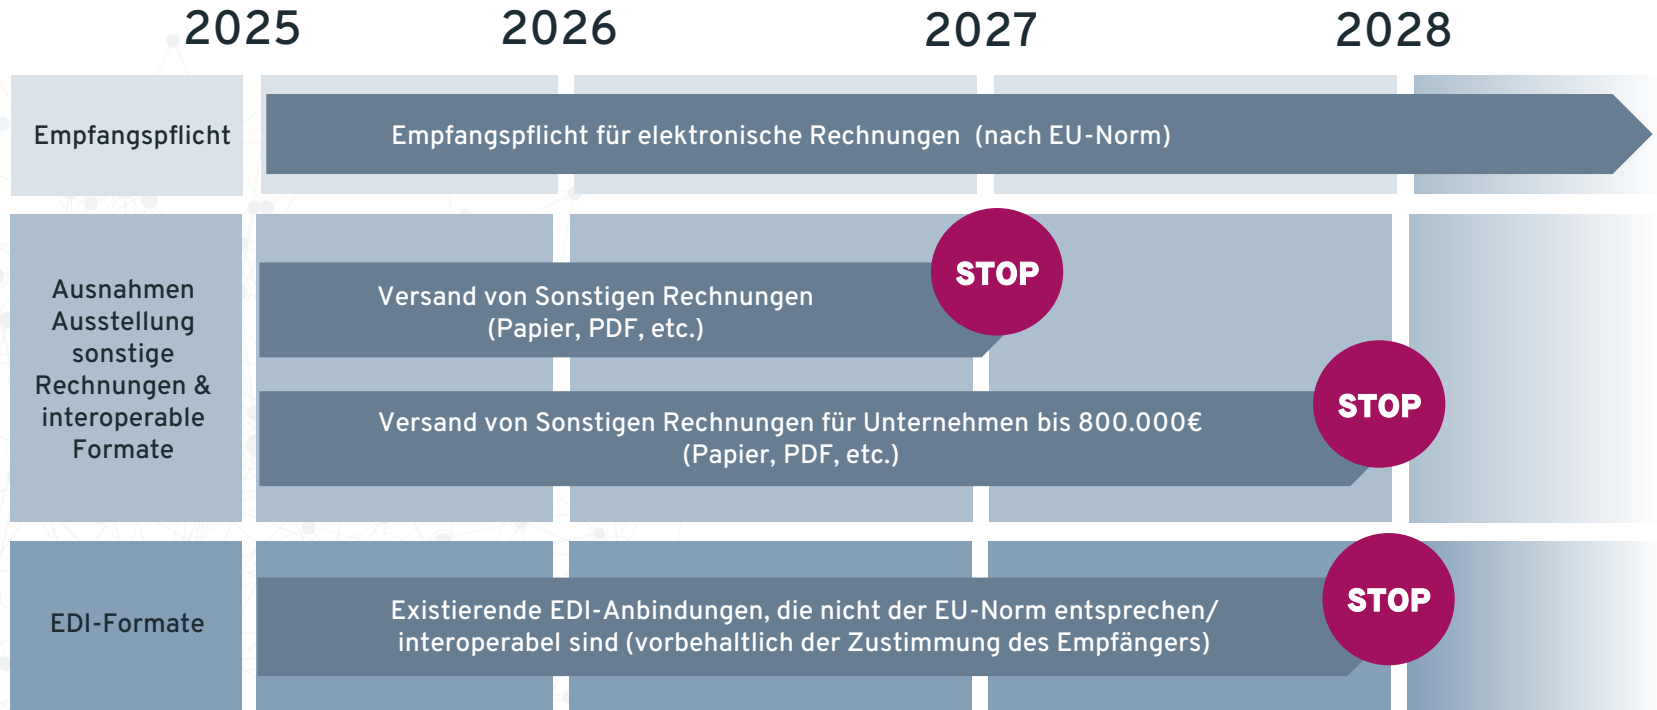 2025 2026 2027 2028
Empfangspflicht
Empfangspflicht für elektronische Rechnungen (nach EU-Norm)
Ausnahmen
Ausstellung
sonstige
Rechnungen &
interoperable
Formate
Versand von Sonstigen Rechnungen
(Papier, PDF, etc.)
STOP
Versand von Sonstigen Rechnungen für Unternehmen bis 800.000€
(Papier, PDF, etc.)
STOP
EDI-Formate
Existierende EDI-Anbindungen, die nicht der EU-Norm entsprechen/
interoperabel sind (vorbehaltlich der Zustimmung des Empfängers)
STOP